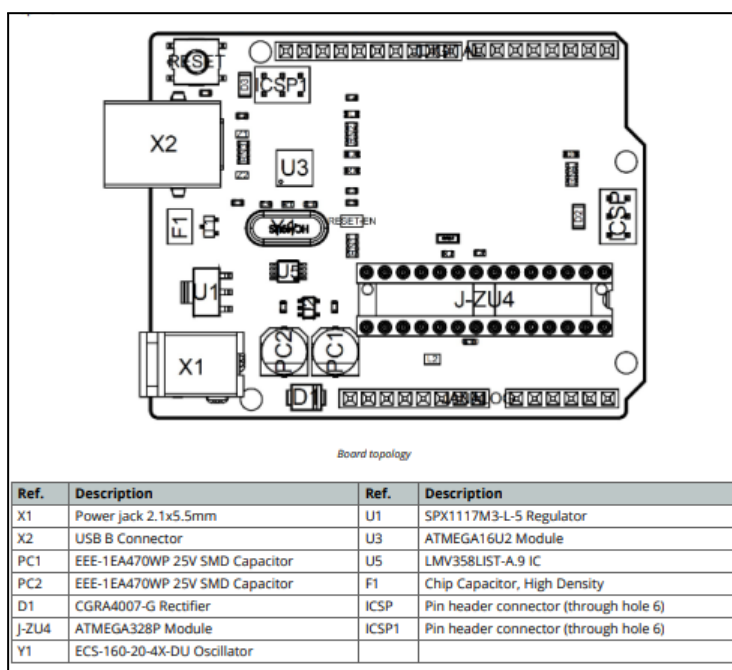 RESET
ICSP1
X2
U3
F1
RESET-EN
ICSP
U5
U1
J-ZU4
X1
PC2
PC1
L2
D1
Board topology
Ref. Description Ref. Description
X1 Power jack 2.1x5.5mm U1 SPX1117M3-L-5 Regulator
X2 USB B Connector U3 ATMEGA16U2 Module
PC1 EEE-1EA470WP 25V SMD Capacitor U5 LMV358LIST-A.9 IC
PC2 EEE-1EA470WP 25V SMD Capacitor F1 Chip Capacitor, High Density
D1 CGRA4007-G Rectifier ICSP Pin header connector (through hole 6)
J-ZU4 ATMEGA328P Module ICSP1 Pin header connector (through hole 6)
Y1 ECS-160-20-4X-DU Oscillator